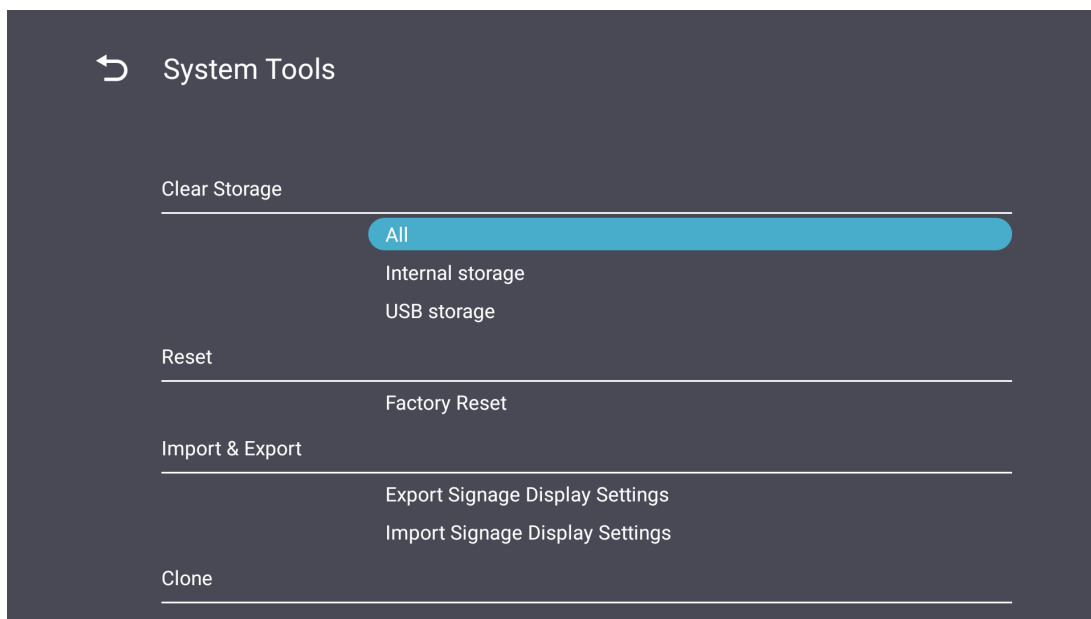 System Tools
Clear Storage
All
Internal storage
USB storage
Reset
Factory Reset
Import & Export
Export Signage Display Settings
Import Signage Display Settings
Clone